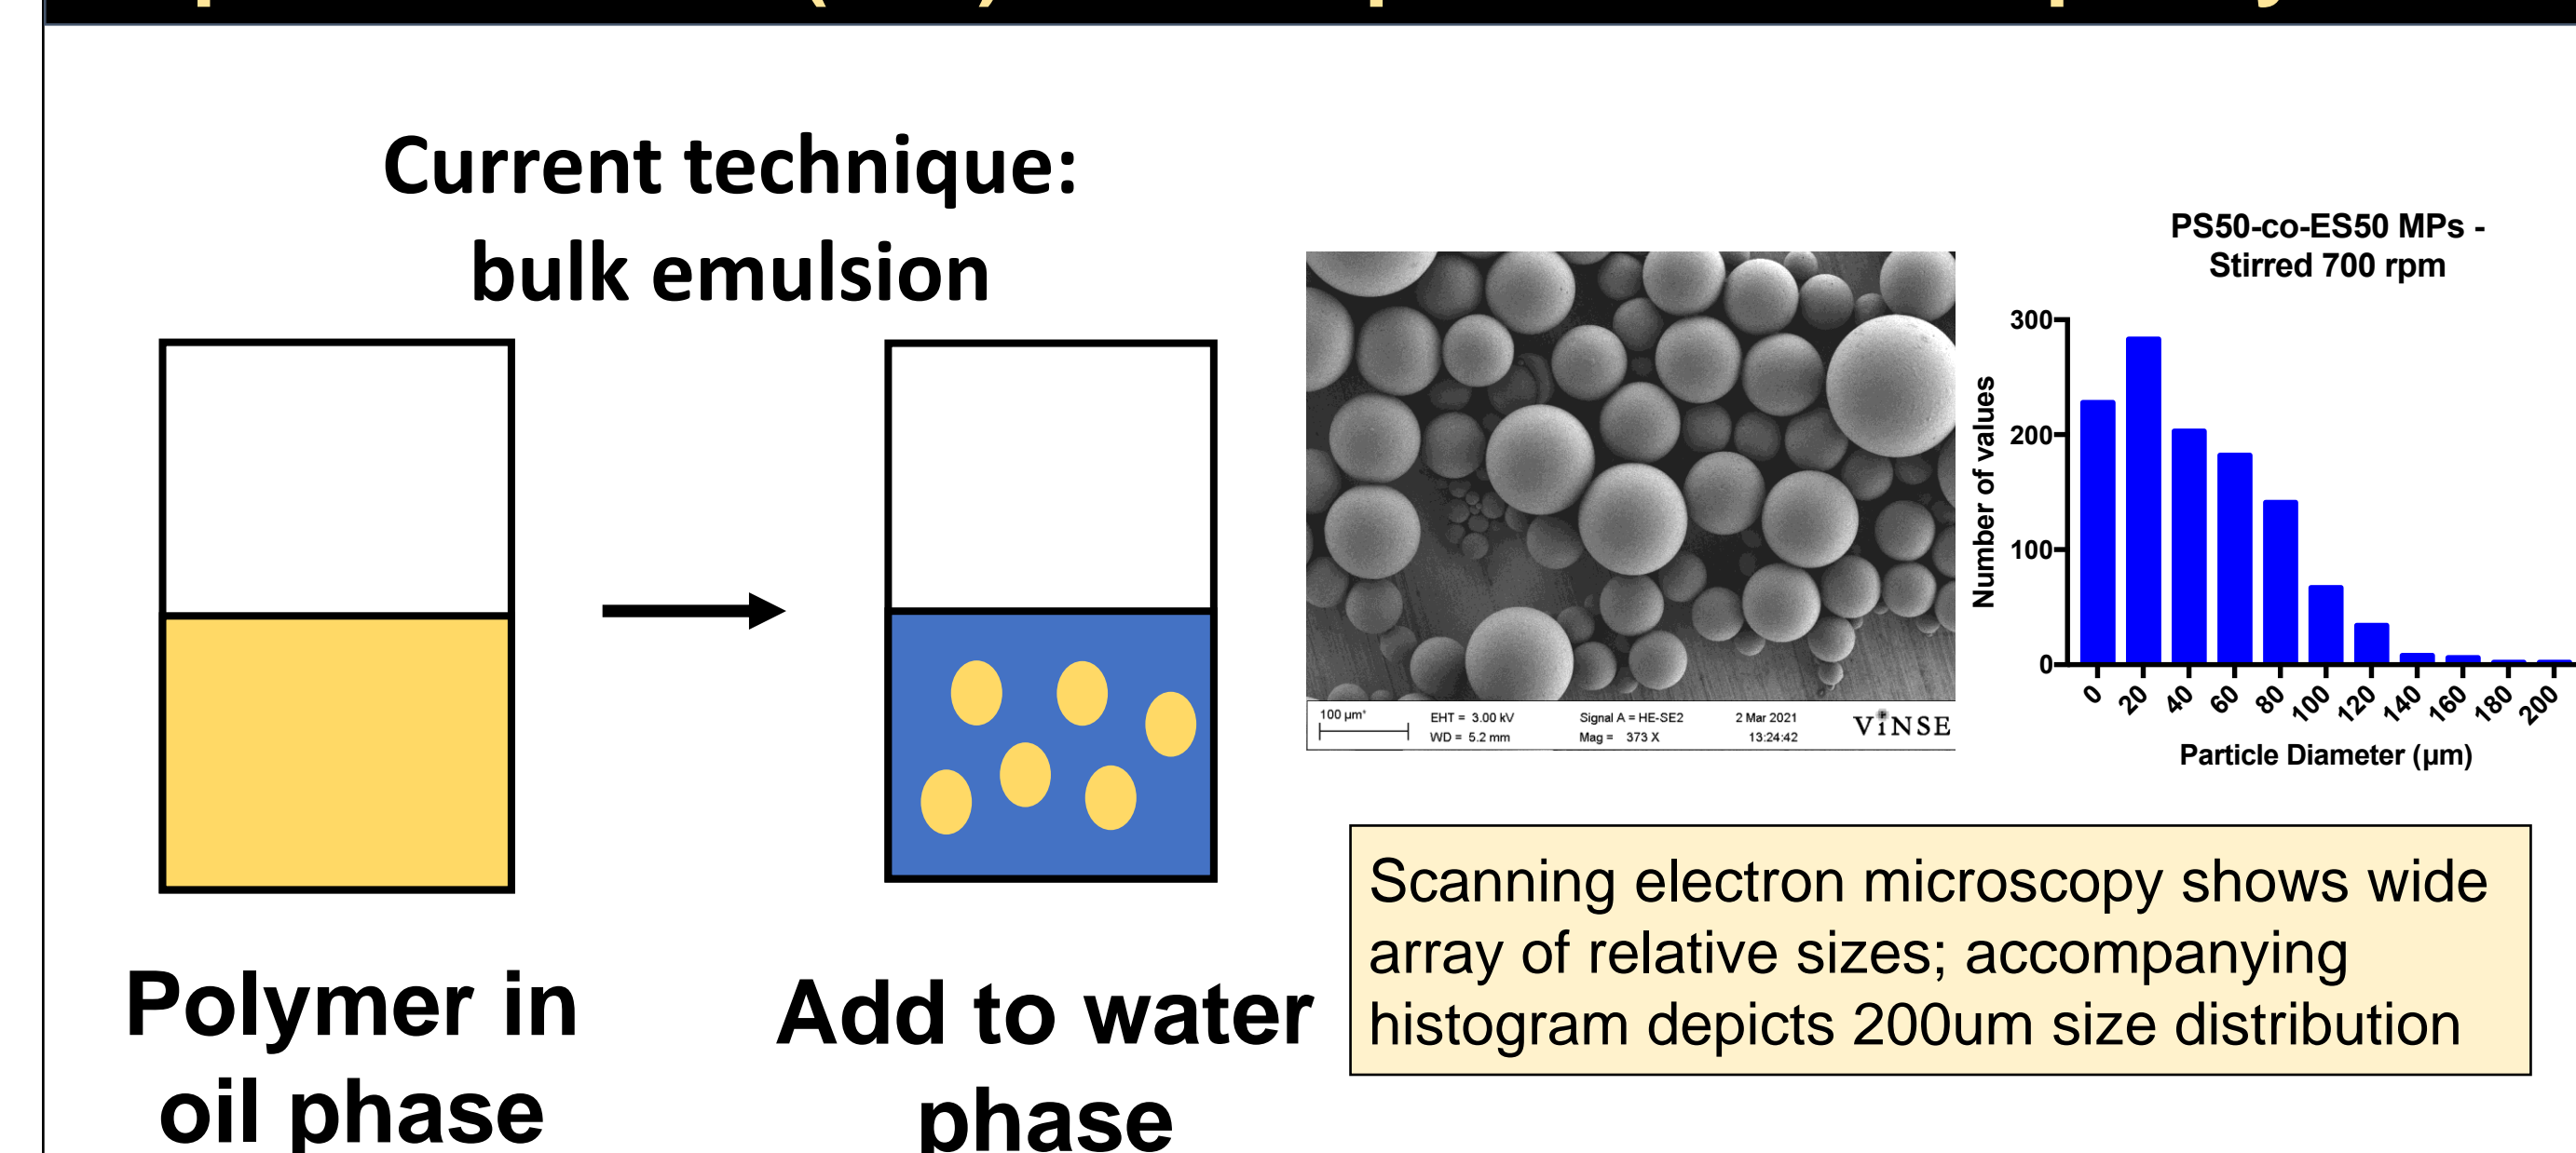 Current technique:
bulk emulsion
Polymer in
oil phase
Add to water
phase
100 µm*
EHT = 3.00 kV
WD = 5.2 mm
Signal A = HE-SE2
Mag = 373 X
2 Mar 2021
13:24:42
ViNSE
PS50-co-ES50 MPs -
Stirred 700 rpm
Number of values
300
200
100
0
0 20 40 60 80 100 120 140 160 180 200
Particle Diameter (µm)
Scanning electron microscopy shows wide
array of relative sizes; accompanying
histogram depicts 200um size distribution